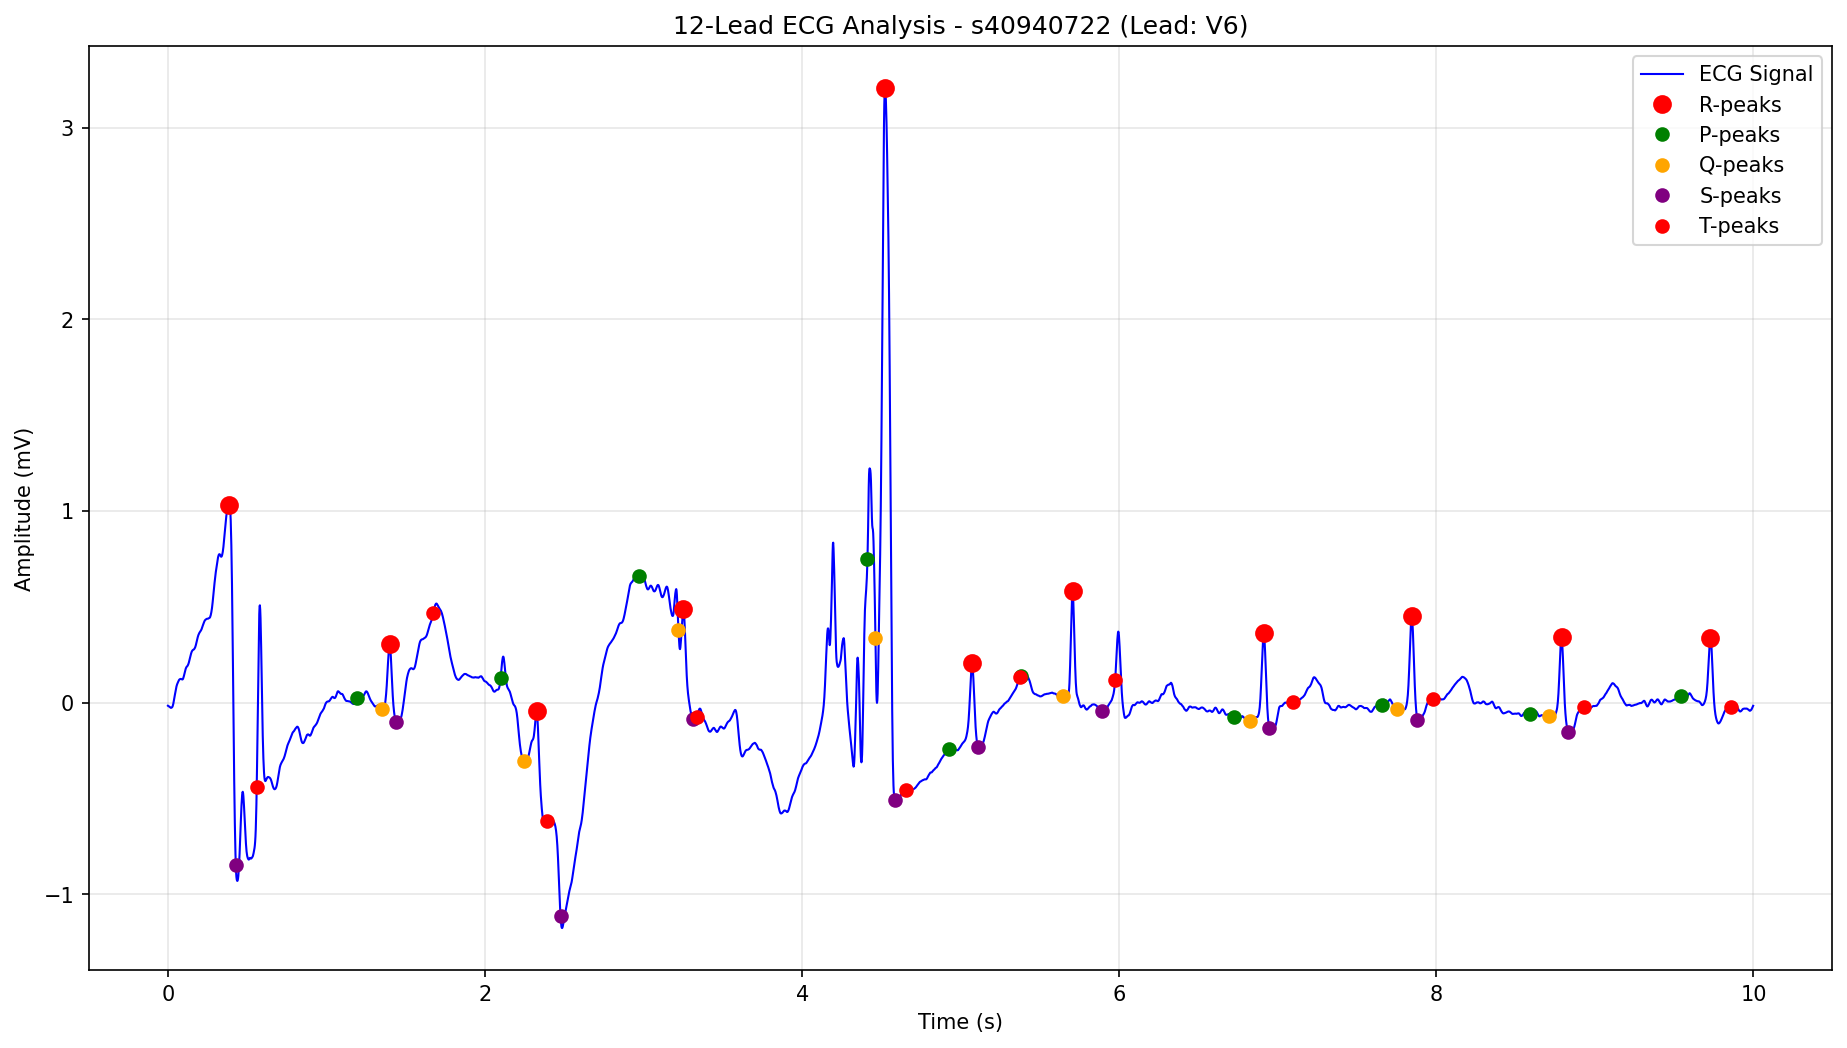 12-Lead ECG Analysis - s40940722 (Lead: V6)
ECG Signal
R-peaks
P-peaks
Q-peaks
S-peaks
T-peaks
3
2
1
0
−1
Amplitude (mV)
0 2 4 6 8 10
Time (s)